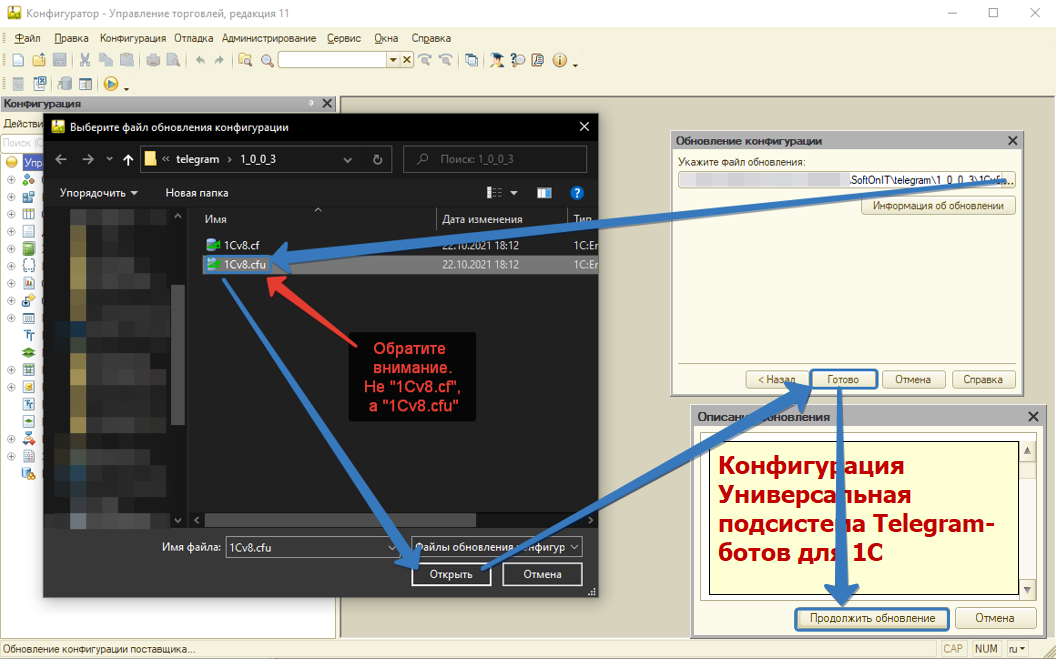 Конфигуратор - Управление торговлей, редакция 11
Файл Правка Конфигурация Отладка Администрирование Сервис Окна Справка
Конфигурация
Действи
Поиск (C
Упр
Выберите файл обновления конфигурации
« telegram › 1_0_0_3
Поиск: 1_0_0_3
Упорядочить
Новая папка
Имя Дата изменения Тип
1Cv8.cf 22.10.2021 18:12 1C:En
1Cv8.cfu 22.10.2021 18:12 1C:En
Обратите
внимание.
Не "1Cv8.cf",
а "1Cv8.cfu"
Имя файла: 1Cv8.cfu
Файлы обновления конфигур
Открыть Отмена
Обновление конфигурации
Укажите файл обновления:
.SoftOnIT\telegram\1_0_0_3\1Cv8 ...
Информация об обновлении
< Назад Готово Отмена Справка
Описание обновления
Конфигурация
Универсальная
подсистема Telegram-
ботов для 1С
Продолжить обновление Отмена
Обновление конфигурации поставщика...
CAP NUM ru